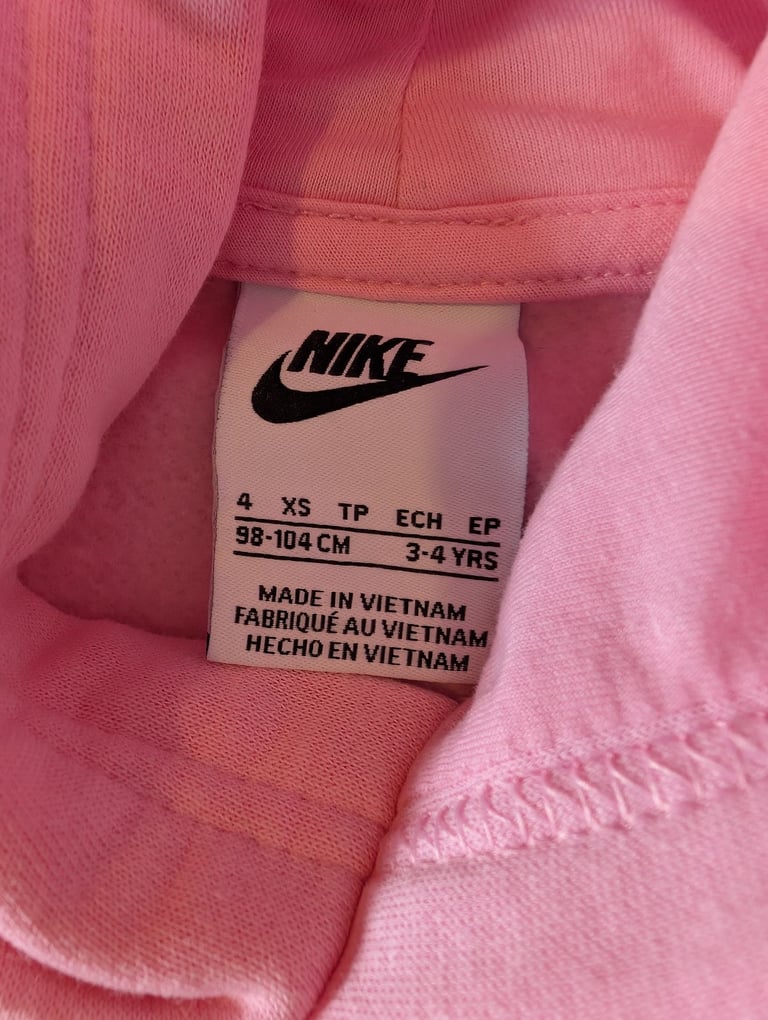 NIKE
4 XS TP ECH EP
98-104 CM 3-4 YRS
MADE IN VIETNAM
FABRIQUÉ AU VIETNAM
HECHO EN VIETNAM